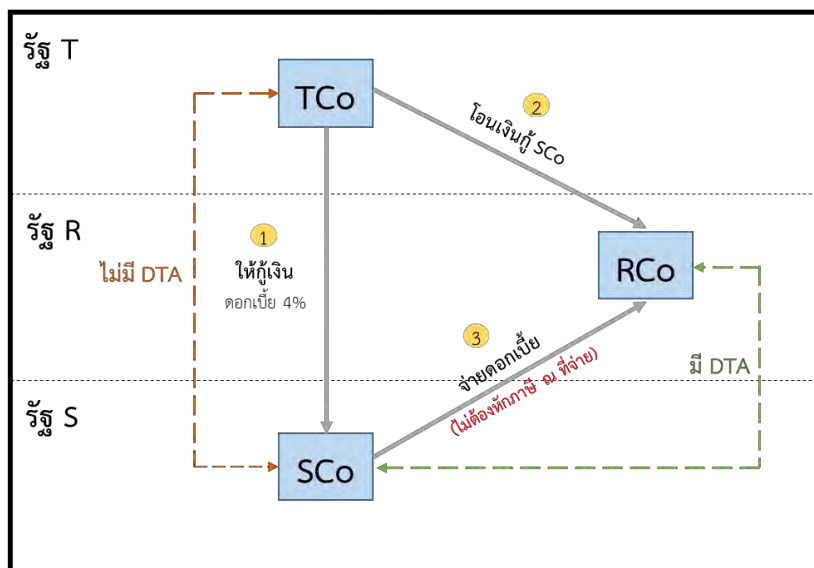 รัฐ T
TCo
2
โอนเงินกู้ SCo
รัฐ R
1
ให้กู้เงิน
ดอกเบี้ย 4%
ไม่มี DTA
RCo
3
จ่ายดอกเบี้ย
(ไม่ต้องหักภาษี ณ ที่จ่าย)
มี DTA
รัฐ S
SCo